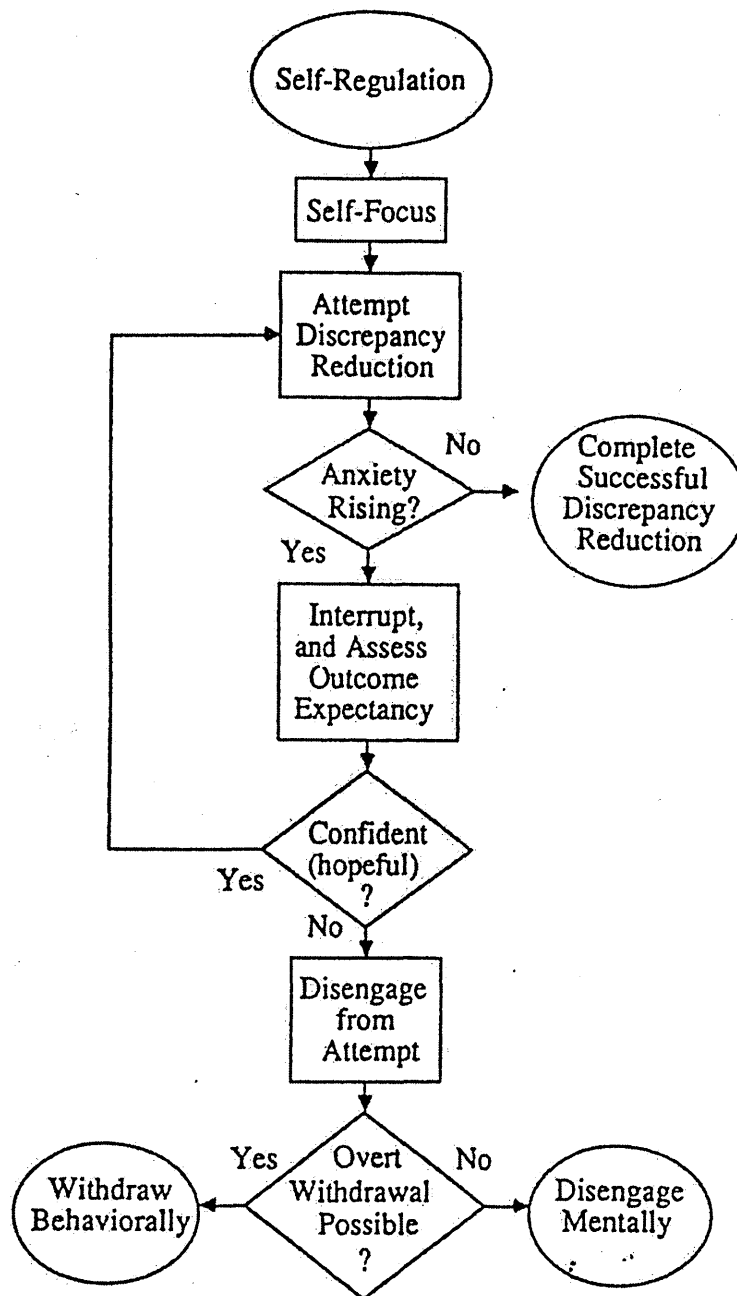 Self-Regulation
Self-Focus
Attempt
Discrepancy
Reduction
Anxiety
Rising?
No
Complete
Successful
Discrepancy
Reduction
Yes
Interrupt,
and Assess
Outcome
Expectancy
Confident
(hopeful)
?
Yes
No
Disengage
from
Attempt
Overt
Withdrawal
Possible
?
Yes
No
Withdraw
Behaviorally
Disengage
Mentally